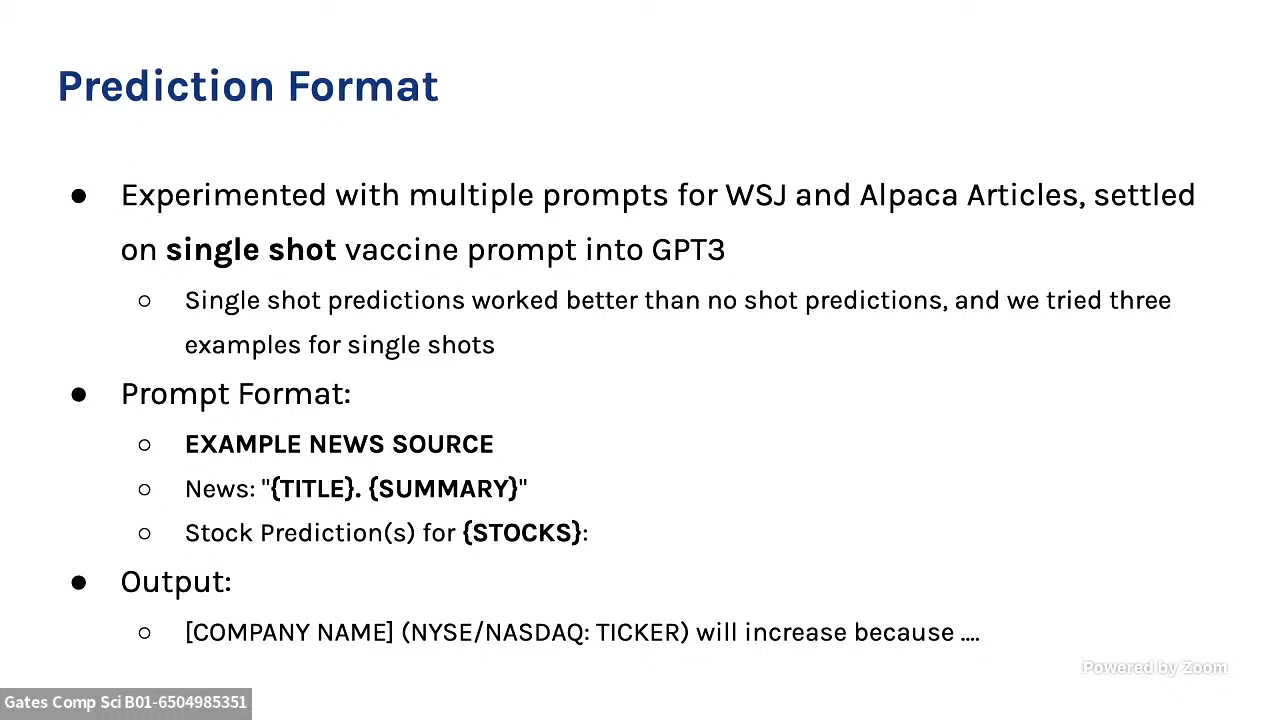 Prediction Format
● Experimented with multiple prompts for WSJ and Alpaca Articles, settled
on single shot vaccine prompt into GPT3
○ Single shot predictions worked better than no shot predictions, and we tried three
examples for single shots
● Prompt Format:
○ EXAMPLE NEWS SOURCE
○ News: "{TITLE}. {SUMMARY}"
○ Stock Prediction(s) for {STOCKS}:
● Output:
○ [COMPANY NAME] (NYSE/NASDAQ: TICKER) will increase because ....
Powered by Zoom
Gates Comp Sci B01-6504985351